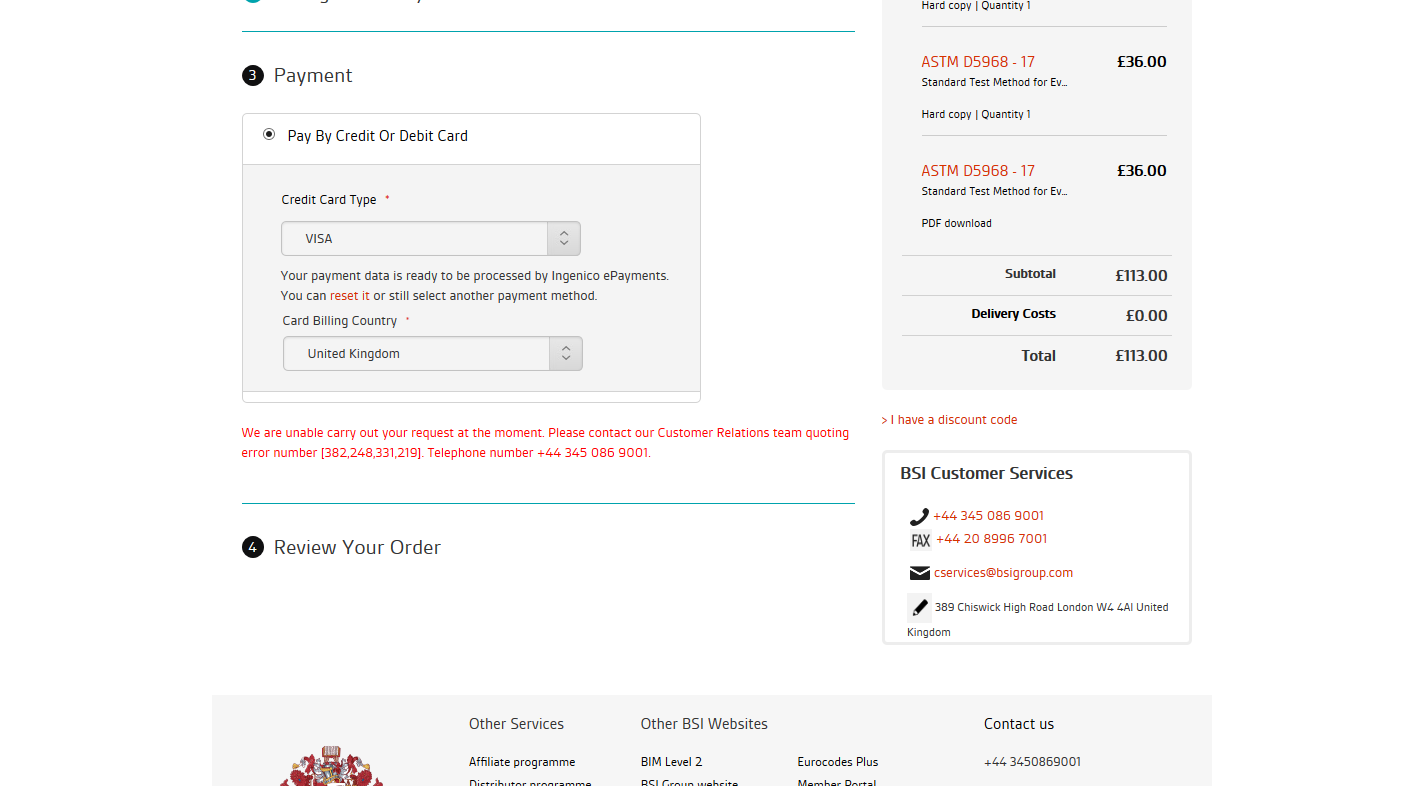 3 Payment
Pay By Credit Or Debit Card
Credit Card Type *
VISA
Your payment data is ready to be processed by Ingenico ePayments.
You can reset it or still select another payment method.
Card Billing Country *
United Kingdom
We are unable carry out your request at the moment. Please contact our Customer Relations team quoting
error number [382,248,331,219]. Telephone number +44 345 086 9001.
4 Review Your Order
Hard copy | Quantity 1
ASTM D5968 - 17 £36.00
Standard Test Method for Ev...
Hard copy | Quantity 1
ASTM D5968 - 17 £36.00
Standard Test Method for Ev...
PDF download
Subtotal £113.00
Delivery Costs £0.00
Total £113.00
> I have a discount code
BSI Customer Services
+44 345 086 9001
FAX +44 20 8996 7001
cservices@bsigroup.com
389 Chiswick High Road London W4 4Al United
Kingdom
Other Services
Affiliate programme
Distributor programme
Other BSI Websites
BIM Level 2
BSI Group website
Eurocodes Plus
Member Portal
Contact us
+44 3450869001